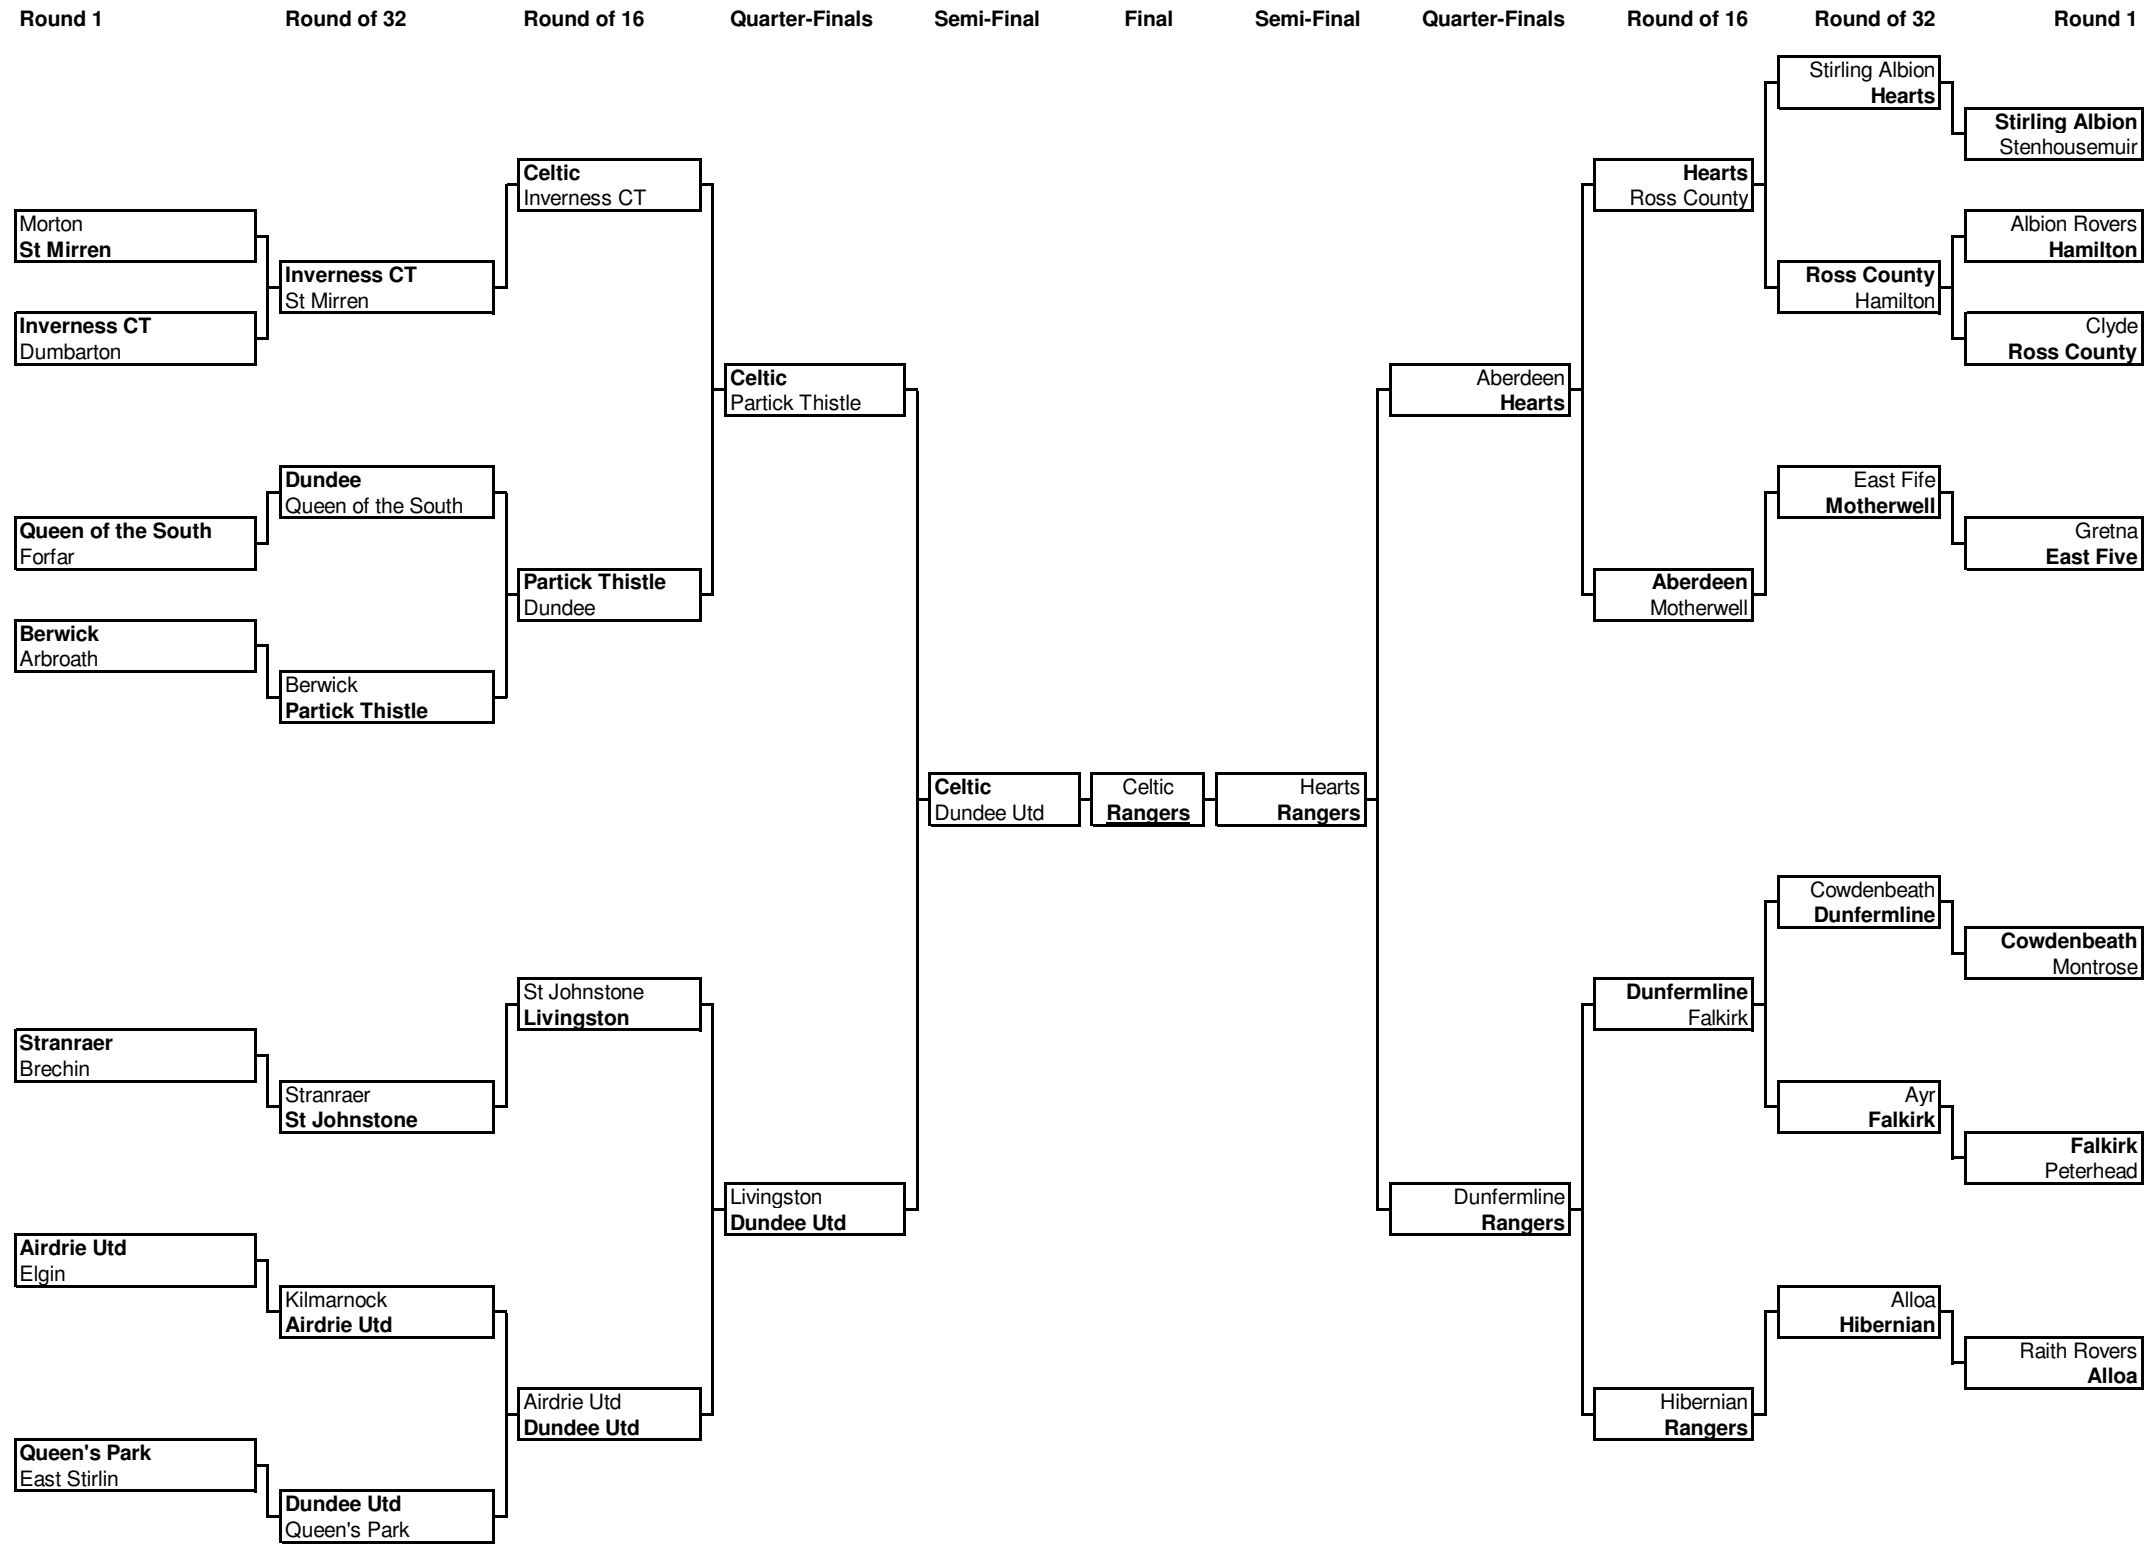 Round 1 Round of 32 Round of 16 Quarter-Finals Semi-Final Final Semi-Final Quarter-Finals Round of 16 Round of 32 Round 1
Morton
St Mirren
Inverness CT
Dumbarton
Queen of the South
Forfar
Berwick
Arbroath
Stranraer
Brechin
Airdrie Utd
Elgin
Queen's Park
East Stirlin
Inverness CT
St Mirren
Dundee
Queen of the South
Berwick
Partick Thistle
Stranraer
St Johnstone
Kilmarnock
Airdrie Utd
Dundee Utd
Queen's Park
Celtic
Inverness CT
Partick Thistle
Dundee
St Johnstone
Livingston
Airdrie Utd
Dundee Utd
Celtic
Partick Thistle
Livingston
Dundee Utd
Celtic
Dundee Utd
Celtic
Rangers
Hearts
Rangers
Aberdeen
Hearts
Dunfermline
Rangers
Hearts
Ross County
Aberdeen
Motherwell
Dunfermline
Falkirk
Hibernian
Rangers
Stirling Albion
Hearts
Ross County
Hamilton
East Fife
Motherwell
Cowdenbeath
Dunfermline
Ayr
Falkirk
Alloa
Hibernian
Stirling Albion
Stenhousemuir
Albion Rovers
Hamilton
Clyde
Ross County
Gretna
East Five
Cowdenbeath
Montrose
Falkirk
Peterhead
Raith Rovers
Alloa